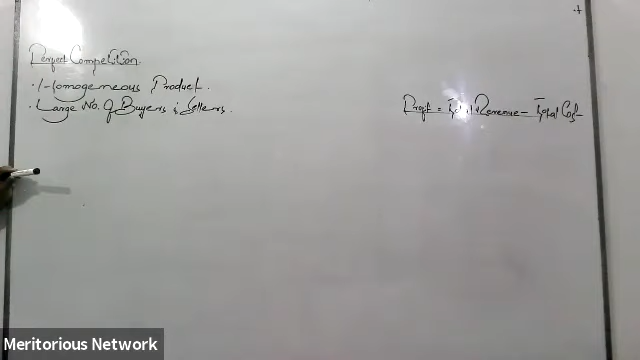 Perfect Competition
· Homogeneous Product.
· Large No. Of Buyers & Sellers.
Profit = Total Revenue - Total Cost
Meritorious Network